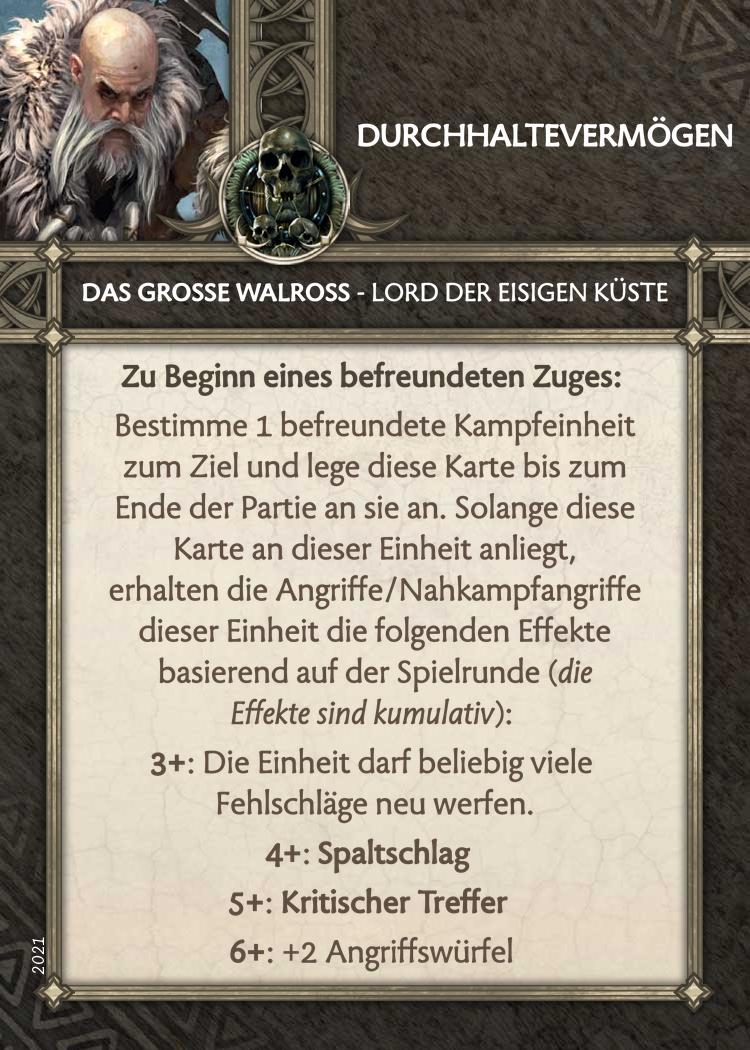 DURCHHALTEVERMÖGEN
DAS GROSSE WALROSS - LORD DER EISIGEN KÜSTE
Zu Beginn eines befreundeten Zuges:
Bestimme 1 befreundete Kampfeinheit
zum Ziel und lege diese Karte bis zum
Ende der Partie an sie an. Solange diese
Karte an dieser Einheit anliegt,
erhalten die Angriffe/Nahkampfangriffe
dieser Einheit die folgenden Effekte
basierend auf der Spielrunde (die
Effekte sind kumulativ):
3+: Die Einheit darf beliebig viele
Fehlschläge neu werfen.
4+: Spaltschlag
5+: Kritischer Treffer
6+: +2 Angriffswürfel
2021